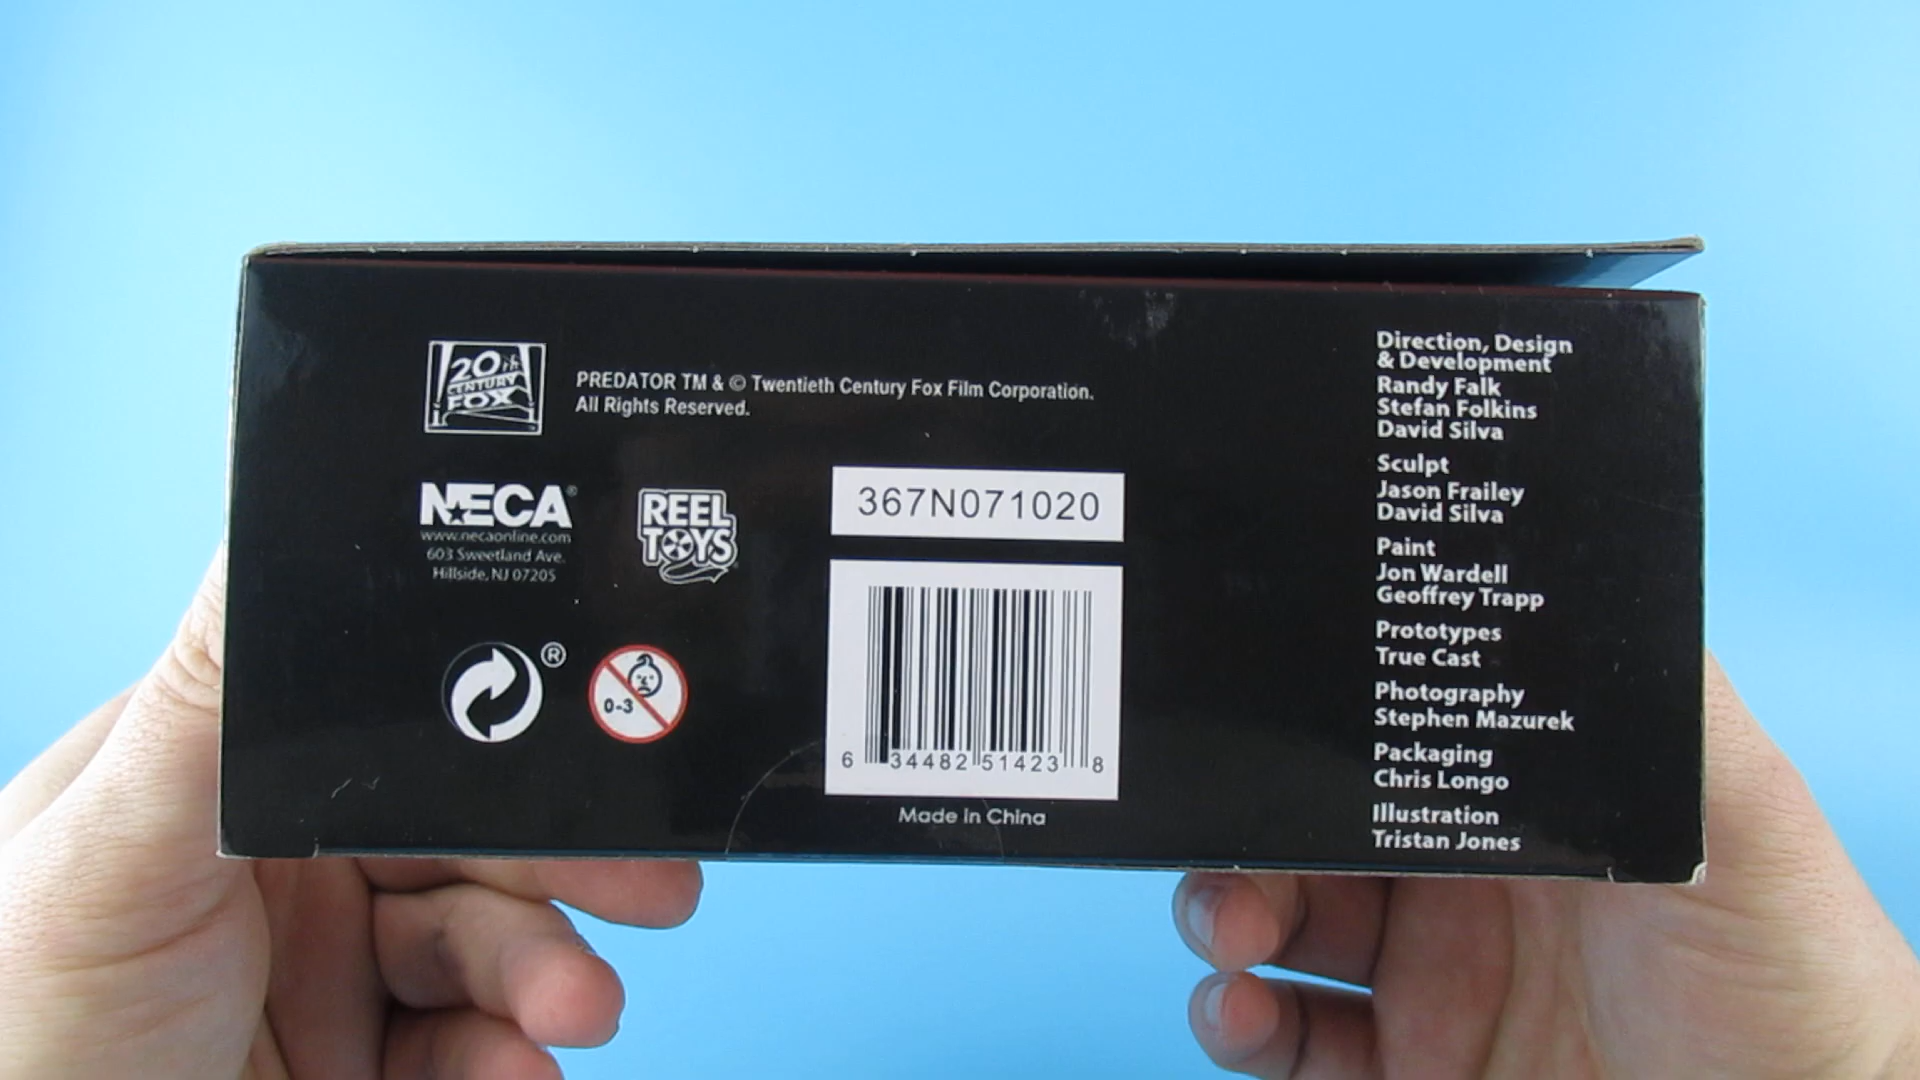 20th
CENTURY
FOX
PREDATOR TM & © Twentieth Century Fox Film Corporation.
All Rights Reserved.
NECA®
www.necaonline.com
603 Sweetland Ave.
Hillside, NJ 07205
REEL
TOYS
®
0-3
367N071020
6 34482 51423 8
Made in China
Direction, Design
& Development
Randy Falk
Stefan Folkins
David Silva
Sculpt
Jason Frailey
David Silva
Paint
Jon Wardell
Geoffrey Trapp
Prototypes
True Cast
Photography
Stephen Mazurek
Packaging
Chris Longo
Illustration
Tristan Jones